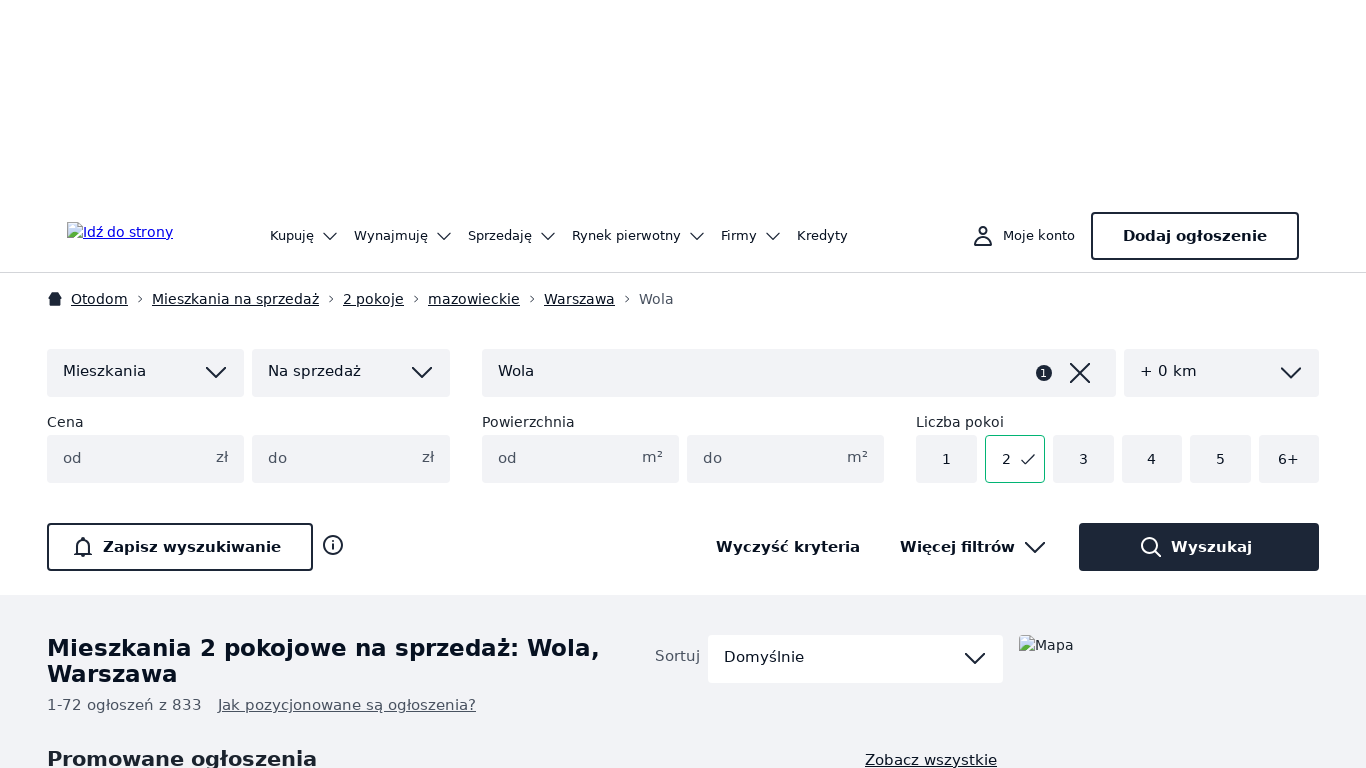 Idź do strony
Kupuję Wynajmuję Sprzedaję Rynek pierwotny Firmy Kredyty Moje konto Dodaj ogłoszenie
Otodom Mieszkania na sprzedaż 2 pokoje mazowieckie Warszawa Wola
Mieszkania Na sprzedaż Wola 1 + 0 km
Cena Powierzchnia Liczba pokoi
od zł do zł od m² do m² 1 2 3 4 5 6+
Zapisz wyszukiwanie Wyczyść kryteria Więcej filtrów Wyszukaj
Mieszkania 2 pokojowe na sprzedaż: Wola,
Warszawa
Sortuj Domyślnie Mapa
1-72 ogłoszeń z 833 Jak pozycjonowane są ogłoszenia?
Promowane ogłoszenia Zobacz wszystkie